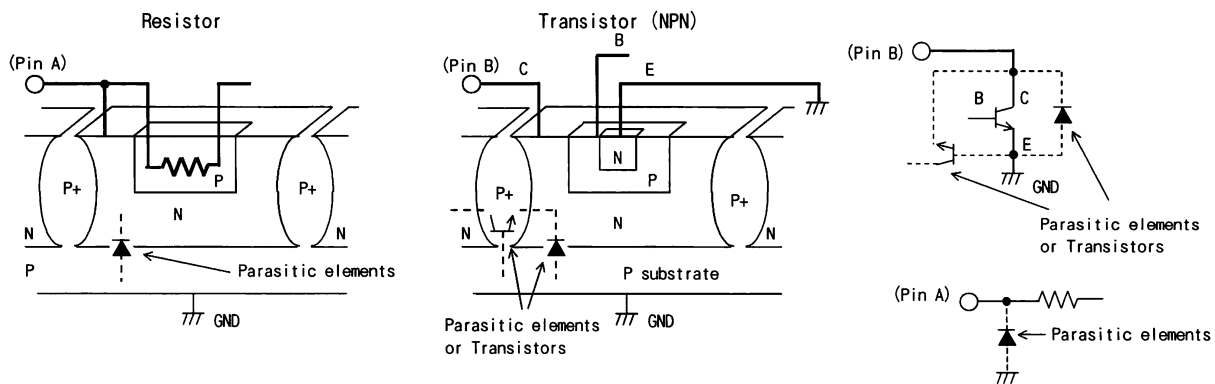 Resistor
(Pin A)
P+
P+
P
N
N
N
P
Parasitic elements
GND
Transistor (NPN)
(Pin B)
C
B
E
P+
P+
N
P
N
N
N
P substrate
GND
Parasitic elements
or Transistors
(Pin B)
B
C
E
GND
Parasitic elements
or Transistors
(Pin A)
Parasitic elements